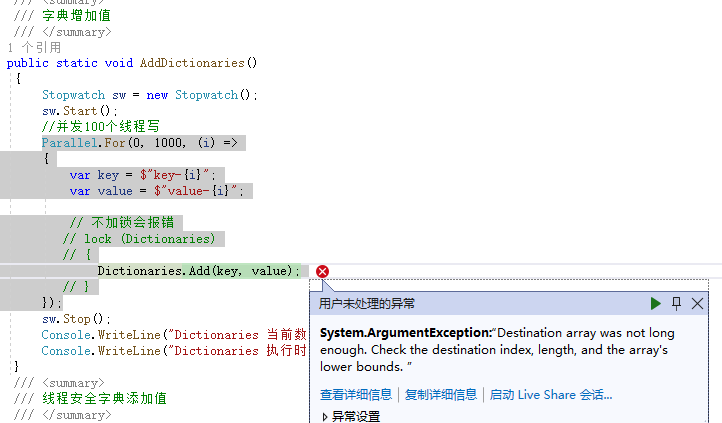 /// <summary>
/// 字典增加值
/// </summary>
1 个引用
public static void AddDictionaries()
{
Stopwatch sw = new Stopwatch();
sw.Start();
//并发100个线程写
Parallel.For(0, 1000, (i) =>
{
var key = $"key-{i}";
var value = $"value-{i}";
// 不加锁会报错
// lock (Dictionaries)
// {
Dictionaries.Add(key, value);
// }
});
sw.Stop();
Console.WriteLine("Dictionaries 当前数
Console.WriteLine("Dictionaries 执行时
}
/// <summary>
/// 线程安全字典添加值
/// </summary>
用户未处理的异常
System.ArgumentException:“Destination array was not long
enough. Check the destination index, length, and the array's
lower bounds. ”
查看详细信息 | 复制详细信息 | 启动 Live Share 会话...
异常设置